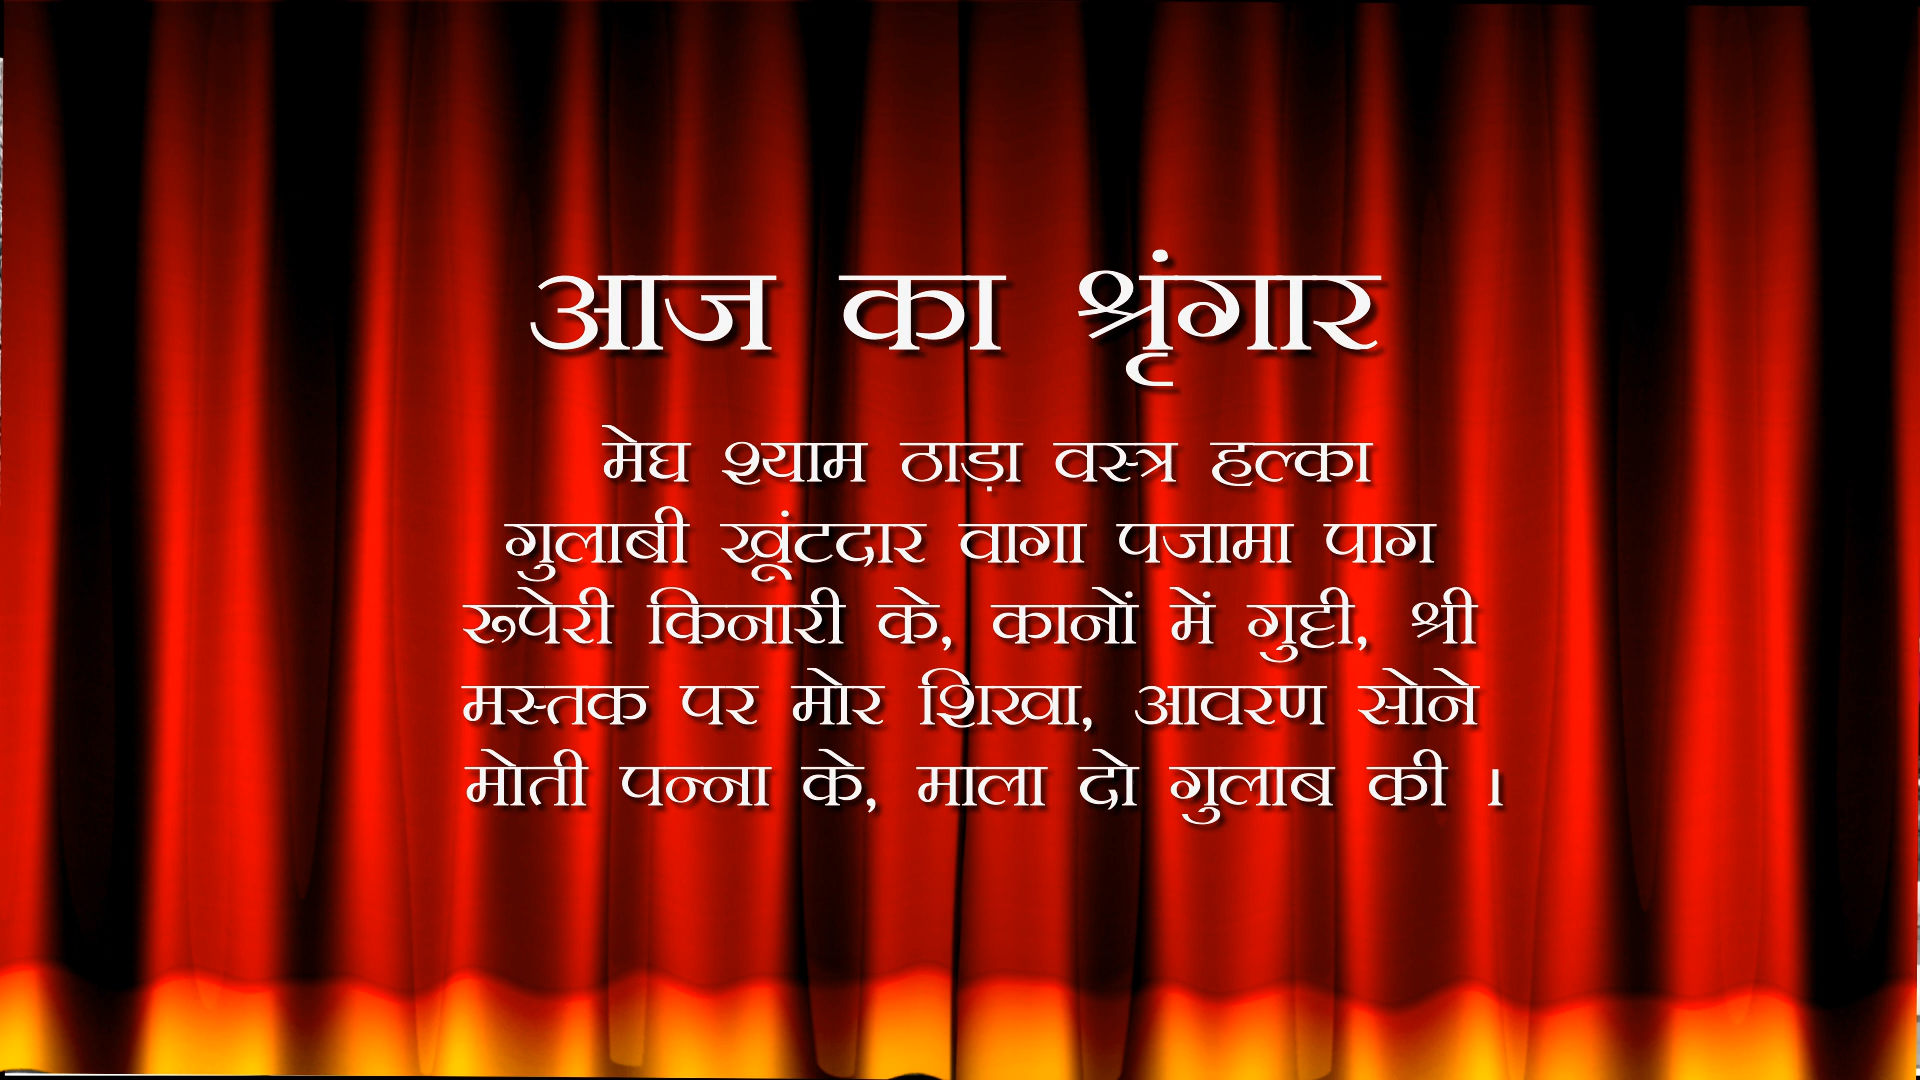 आज का श्रृंगार
मेघ श्याम ठाड़ा वस्त्र हल्का
गुलाबी खूंटदार वागा पजामा पाग
रूपेरी किनारी के, कानों में गुट्टी, श्री
मस्तक पर मोर शिखा, आवरण सोने
मोती पन्ना के, माला दो गुलाब की ।